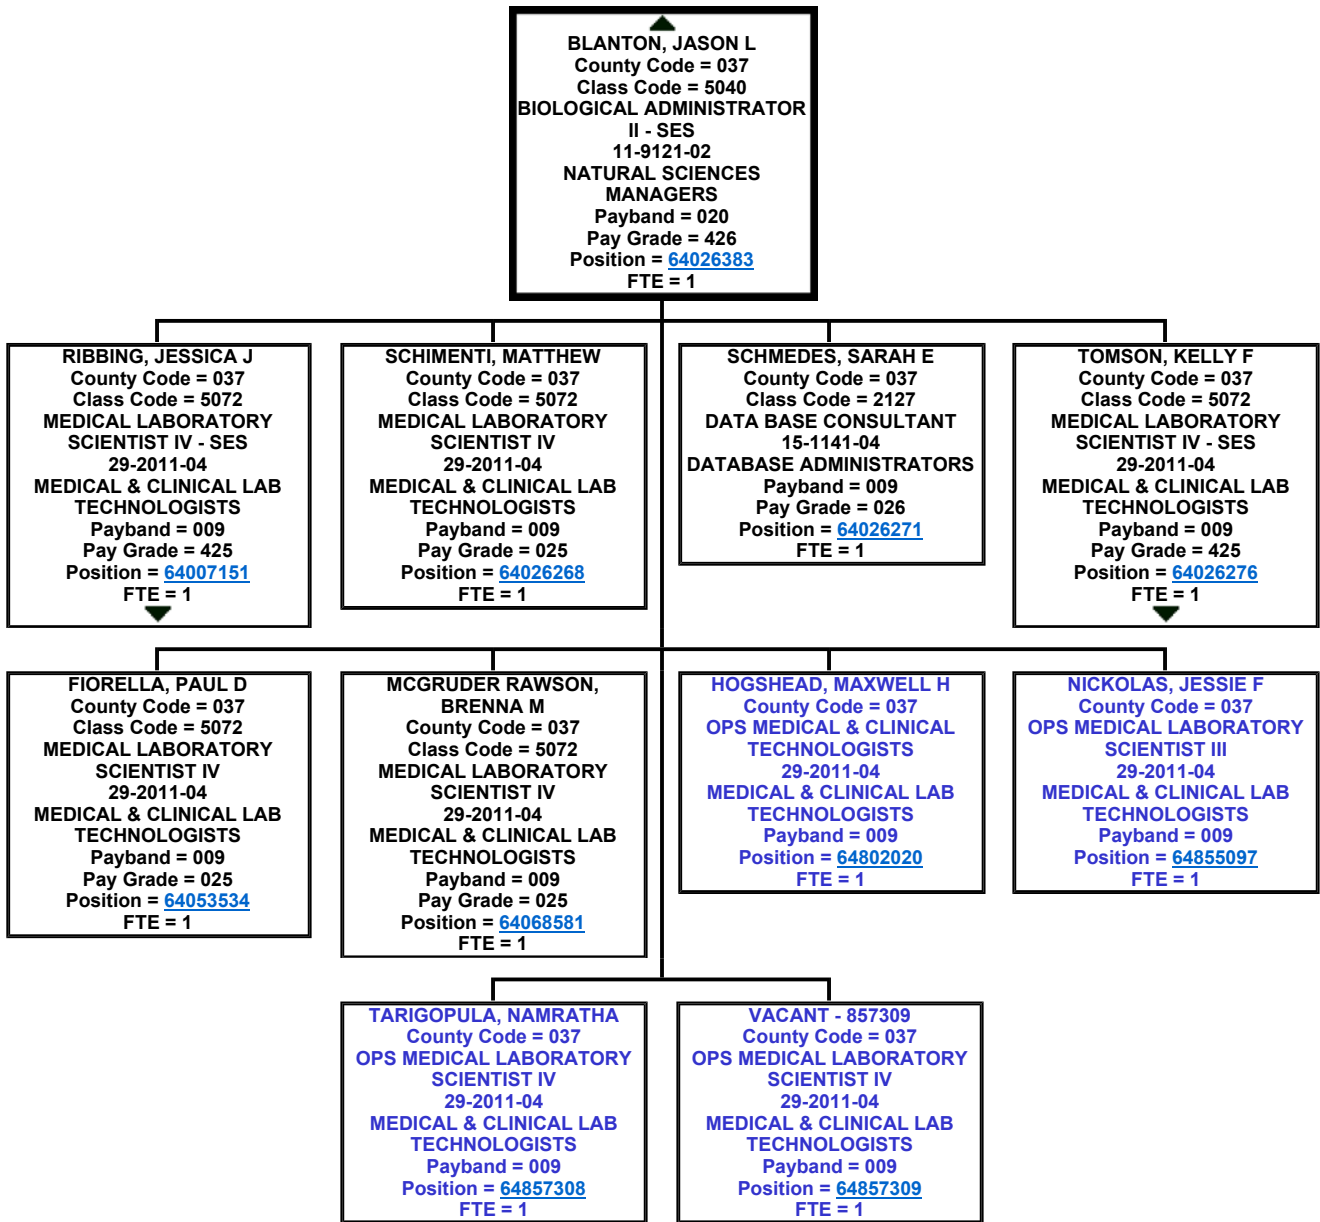 BLANTON, JASON L
County Code = 037
Class Code = 5040
BIOLOGICAL ADMINISTRATOR
II - SES
11-9121-02
NATURAL SCIENCES
MANAGERS
Payband = 020
Pay Grade = 426
Position = 64026383
FTE = 1
RIBBING, JESSICA J
County Code = 037
Class Code = 5072
MEDICAL LABORATORY
SCIENTIST IV - SES
29-2011-04
MEDICAL & CLINICAL LAB
TECHNOLOGISTS
Payband = 009
Pay Grade = 425
Position = 64007151
FTE = 1
SCHIMENTI, MATTHEW
County Code = 037
Class Code = 5072
MEDICAL LABORATORY
SCIENTIST IV
29-2011-04
MEDICAL & CLINICAL LAB
TECHNOLOGISTS
Payband = 009
Pay Grade = 025
Position = 64026268
FTE = 1
SCHMEDES, SARAH E
County Code = 037
Class Code = 2127
DATA BASE CONSULTANT
15-1141-04
DATABASE ADMINISTRATORS
Payband = 009
Pay Grade = 026
Position = 64026271
FTE = 1
TOMSON, KELLY F
County Code = 037
Class Code = 5072
MEDICAL LABORATORY
SCIENTIST IV - SES
29-2011-04
MEDICAL & CLINICAL LAB
TECHNOLOGISTS
Payband = 009
Pay Grade = 425
Position = 64026276
FTE = 1
FIORELLA, PAUL D
County Code = 037
Class Code = 5072
MEDICAL LABORATORY
SCIENTIST IV
29-2011-04
MEDICAL & CLINICAL LAB
TECHNOLOGISTS
Payband = 009
Pay Grade = 025
Position = 64053534
FTE = 1
MCGRUDER RAWSON,
BRENNA M
County Code = 037
Class Code = 5072
MEDICAL LABORATORY
SCIENTIST IV
29-2011-04
MEDICAL & CLINICAL LAB
TECHNOLOGISTS
Payband = 009
Pay Grade = 025
Position = 64068581
FTE = 1
HOGSHEAD, MAXWELL H
County Code = 037
OPS MEDICAL & CLINICAL
TECHNOLOGISTS
29-2011-04
MEDICAL & CLINICAL LAB
TECHNOLOGISTS
Payband = 009
Position = 64802020
FTE = 1
NICKOLAS, JESSIE F
County Code = 037
OPS MEDICAL LABORATORY
SCIENTIST III
29-2011-04
MEDICAL & CLINICAL LAB
TECHNOLOGISTS
Payband = 009
Position = 64855097
FTE = 1
TARIGOPULA, NAMRATHA
County Code = 037
OPS MEDICAL LABORATORY
SCIENTIST IV
29-2011-04
MEDICAL & CLINICAL LAB
TECHNOLOGISTS
Payband = 009
Position = 64857308
FTE = 1
VACANT - 857309
County Code = 037
OPS MEDICAL LABORATORY
SCIENTIST IV
29-2011-04
MEDICAL & CLINICAL LAB
TECHNOLOGISTS
Payband = 009
Position = 64857309
FTE = 1